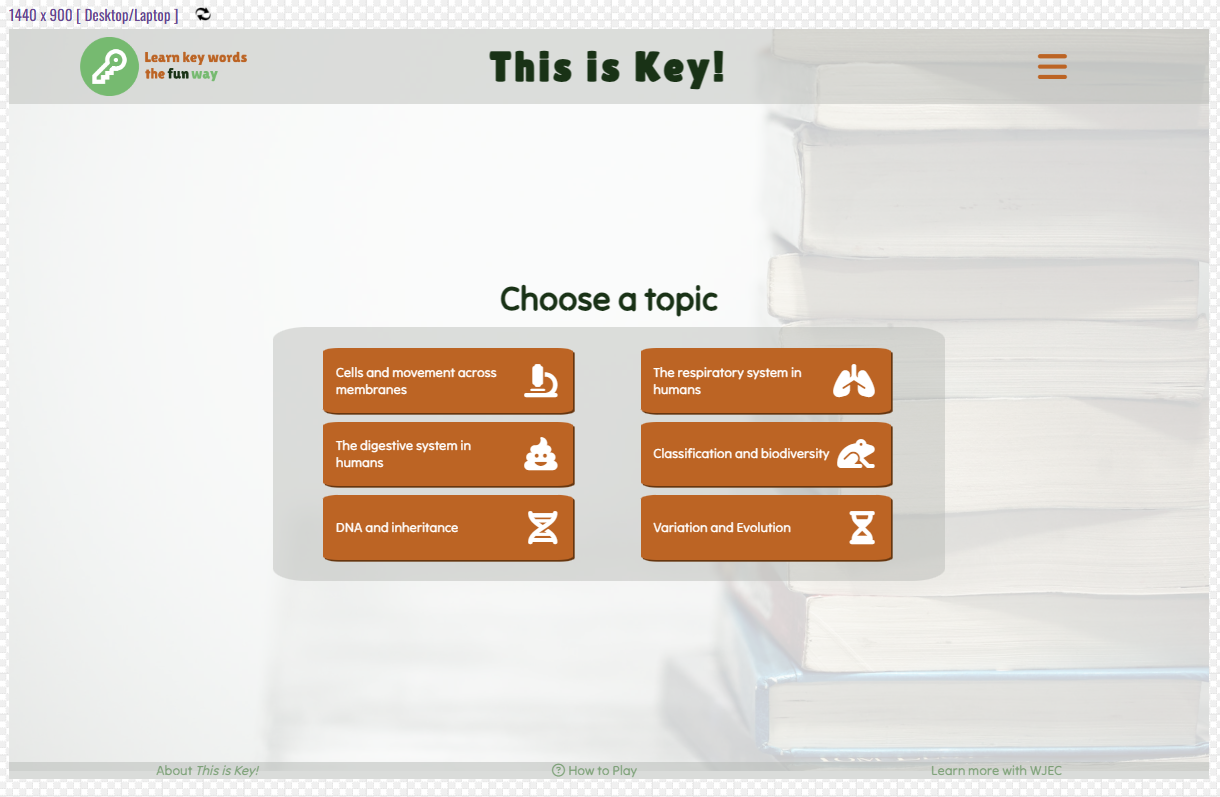 1440 x 900 [ Desktop/Laptop ]
Learn key words
the fun way
This is Key!
Choose a topic
Cells and movement across
membranes
The respiratory system in
humans
The digestive system in
humans
Classification and biodiversity
DNA and inheritance
Variation and Evolution
About This is Key!
How to Play
Learn more with WJEC